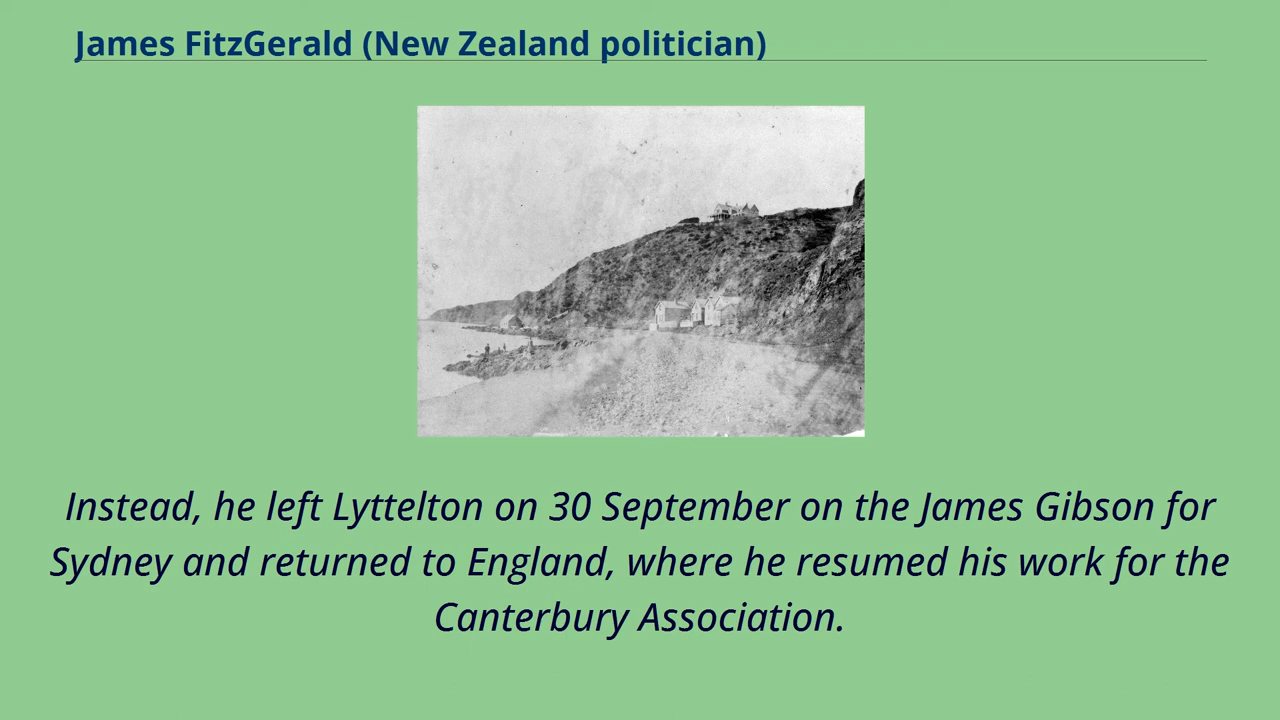 James FitzGerald (New Zealand politician)
Instead, he left Lyttelton on 30 September on the James Gibson for
Sydney and returned to England, where he resumed his work for the
Canterbury Association.